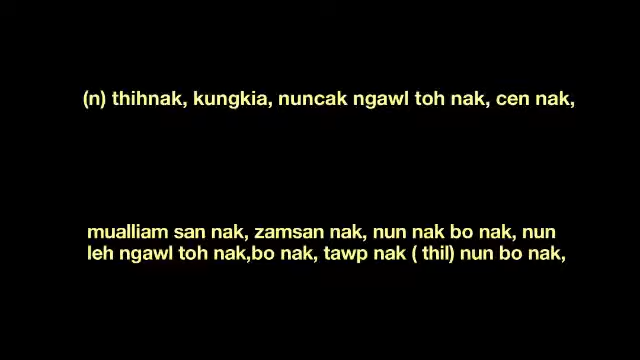 (n) thihnak, kungkia, nuncak ngawl toh nak, cen nak,
mualliam san nak, zamsan nak, nun nak bo nak, nun
leh ngawl toh nak,bo nak, tawp nak ( thil) nun bo nak,